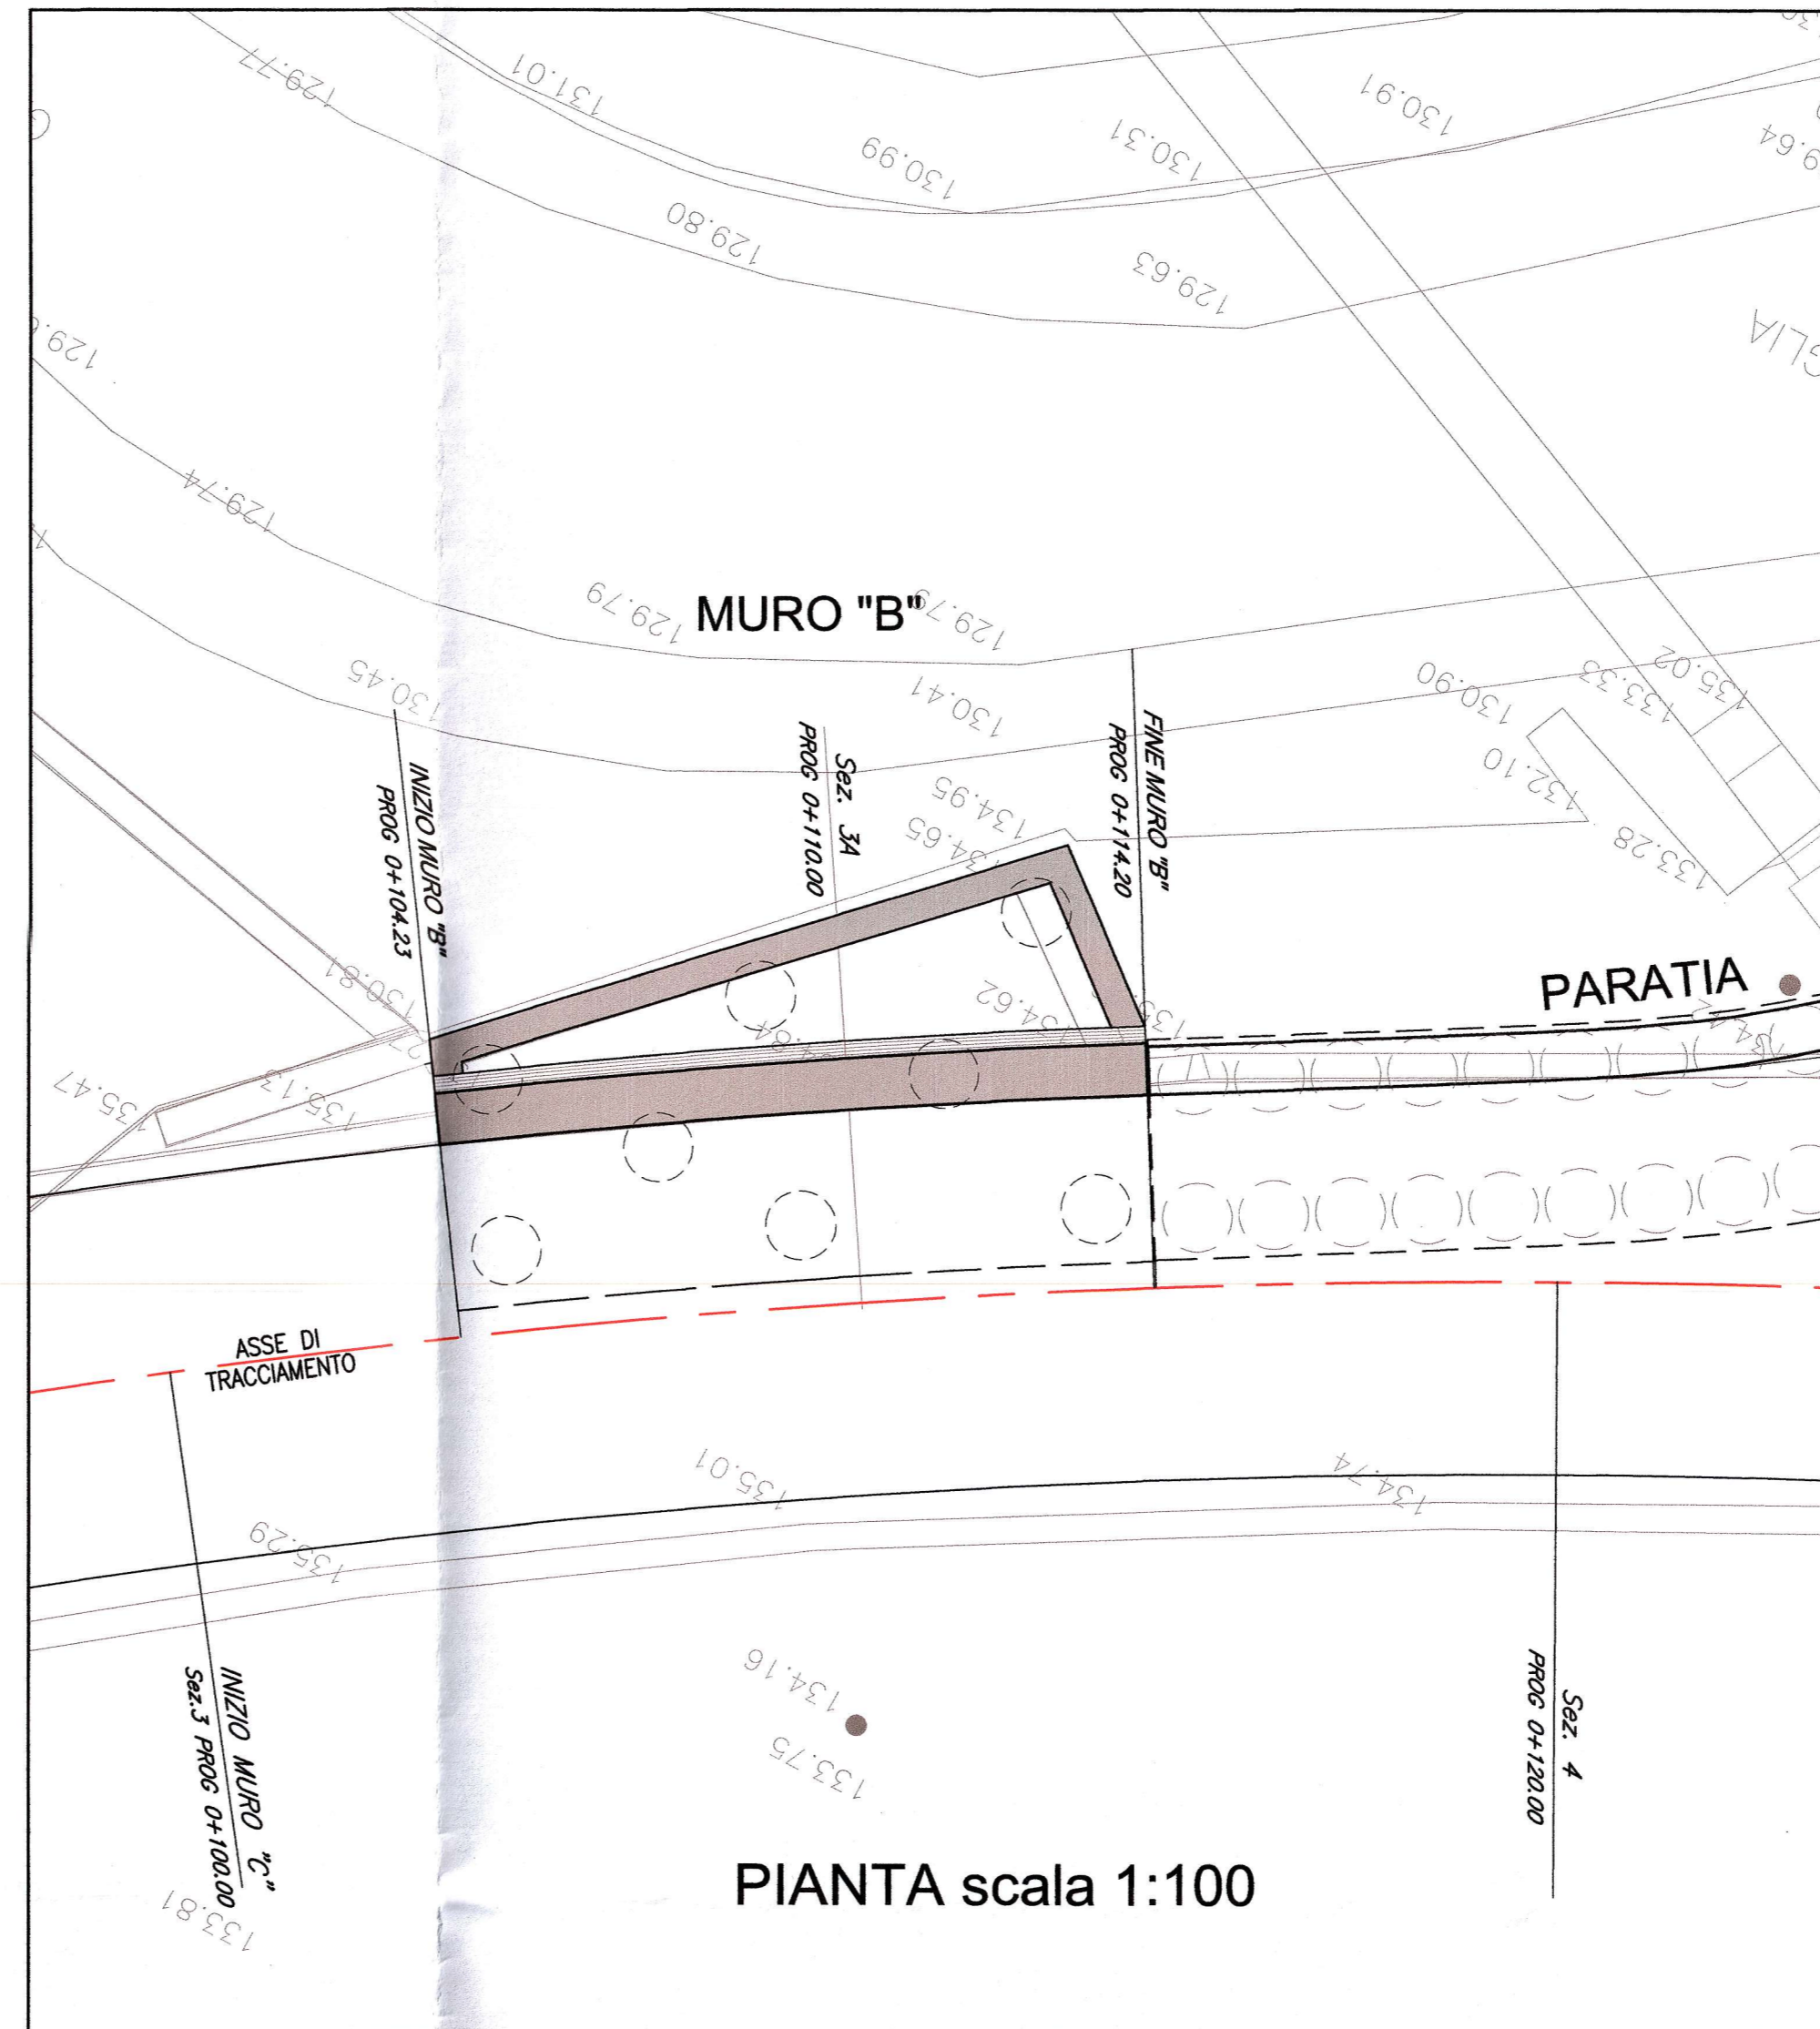 129.77
131.01
130.99
130.31
130.91
129.80
129.63
129.74
129.79
MURO "B"
129.79
130.45
130.41
130.90
133.33
135.02
132.10
133.28
134.95
134.65
INIZIO MURO "B"
PROG 0+104.23
Sez. 3A
PROG 0+110.00
FINE MURO "B"
PROG 0+114.20
130.81
134.62
PARATIA
135.13
ASSE DI
TRACCIAMENTO
135.01
134.74
135.29
134.16
133.75
INIZIO MURO "C"
Sez.3 PROG 0+100.00
133.81
Sez. 4
PROG 0+120.00
PIANTA scala 1:100